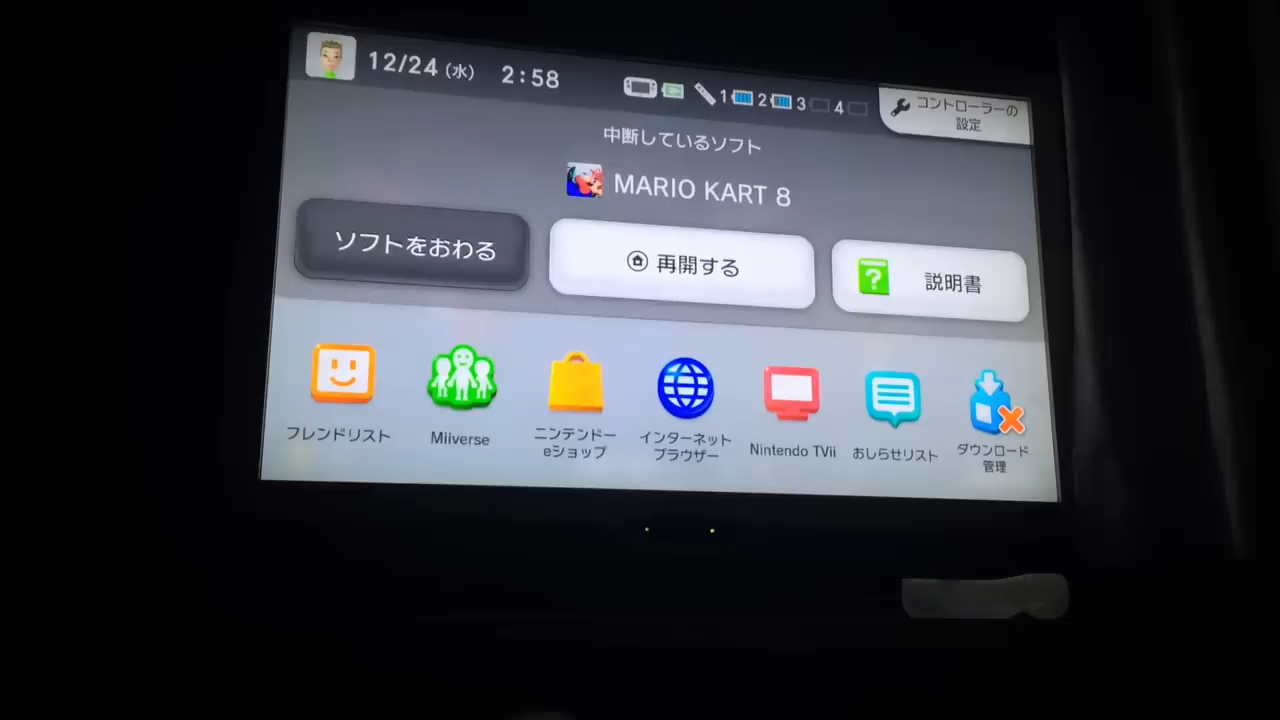 12/24 (水) 2:58
1 2 3 4
コントローラーの
設定
中断しているソフト
MARIO KART 8
ソフトをおわる
再開する
? 説明書
フレンドリスト
Miiverse
ニンテンドー
eショップ
インターネット
ブラウザー
Nintendo TVii
おしらせリスト
ダウンロード
管理